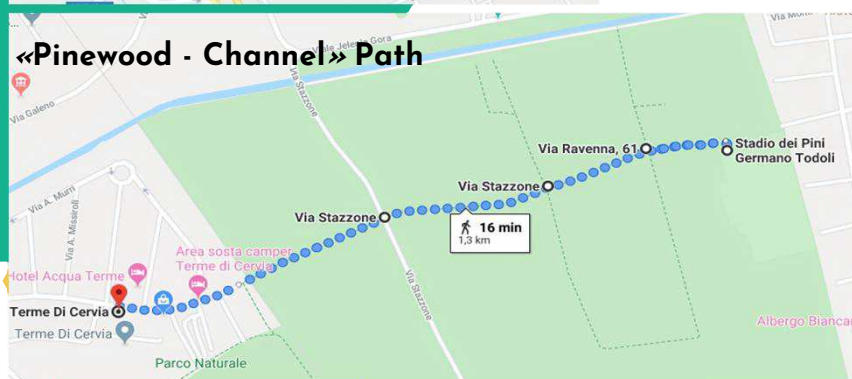 «Pinewood - Channel» Path
Viale Jelenia Gora
Via Stazzone
Via Galeno
Via Ravenna, 61
Stadio dei Pini
Germano Todoli
Via Stazzone
Via A. Murri
Via A. Missiroli
Via Stazzone
16 min
1,3 km
Area sosta camper
Terme di Cervia
Hotel Acqua Terme
Via Stazzone
Terme Di Cervia
Terme Di Cervia
Albergo Bianca
Parco Naturale